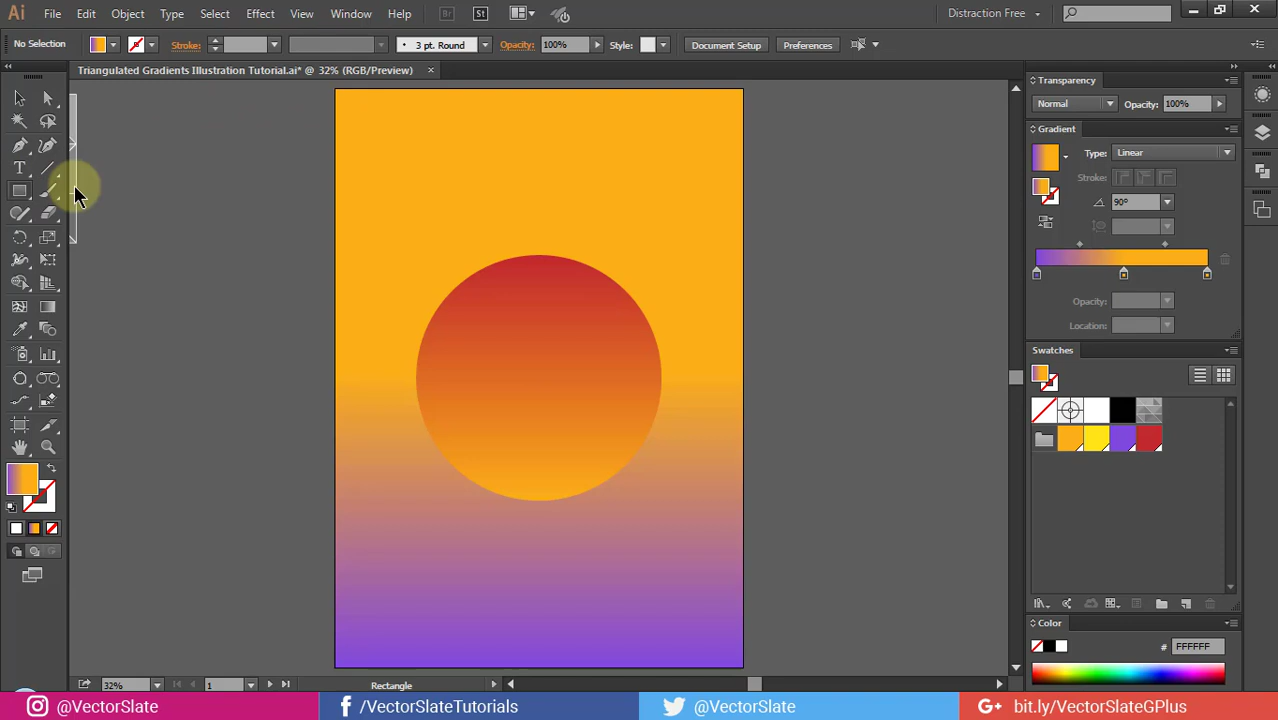 Ai File Edit Object Type Select Effect View Window Help Br St Distraction Free
No Selection Stroke: 3 pt. Round Opacity: 100% Style: Document Setup Preferences
Triangulated Gradients Illustration Tutorial.ai* @ 32% (RGB/Preview)
Transparency
Normal Opacity: 100%
Gradient
Type: Linear
Stroke:
90°
Opacity:
Location:
Swatches
Color
# FFFFFF
32% 1 Rectangle
@VectorSlate /VectorSlateTutorials @VectorSlate bit.ly/VectorSlateGPlus